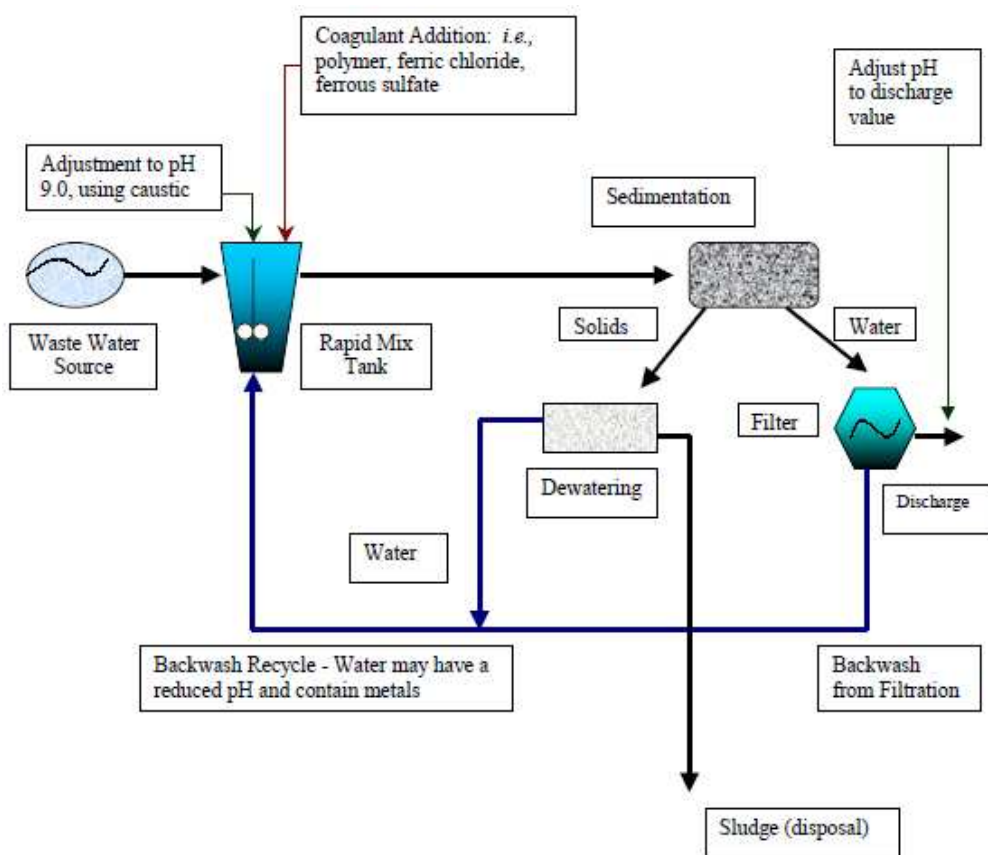 Coagulant Addition: i.e.,
polymer, ferric chloride,
ferrous sulfate
Adjust pH
to discharge
value
Adjustment to pH
9.0, using caustic
Sedimentation
Solids
Water
Waste Water
Source
Rapid Mix
Tank
Filter
Dewatering
Discharge
Water
Backwash Recycle - Water may have a
reduced pH and contain metals
Backwash
from Filtration
Sludge (disposal)